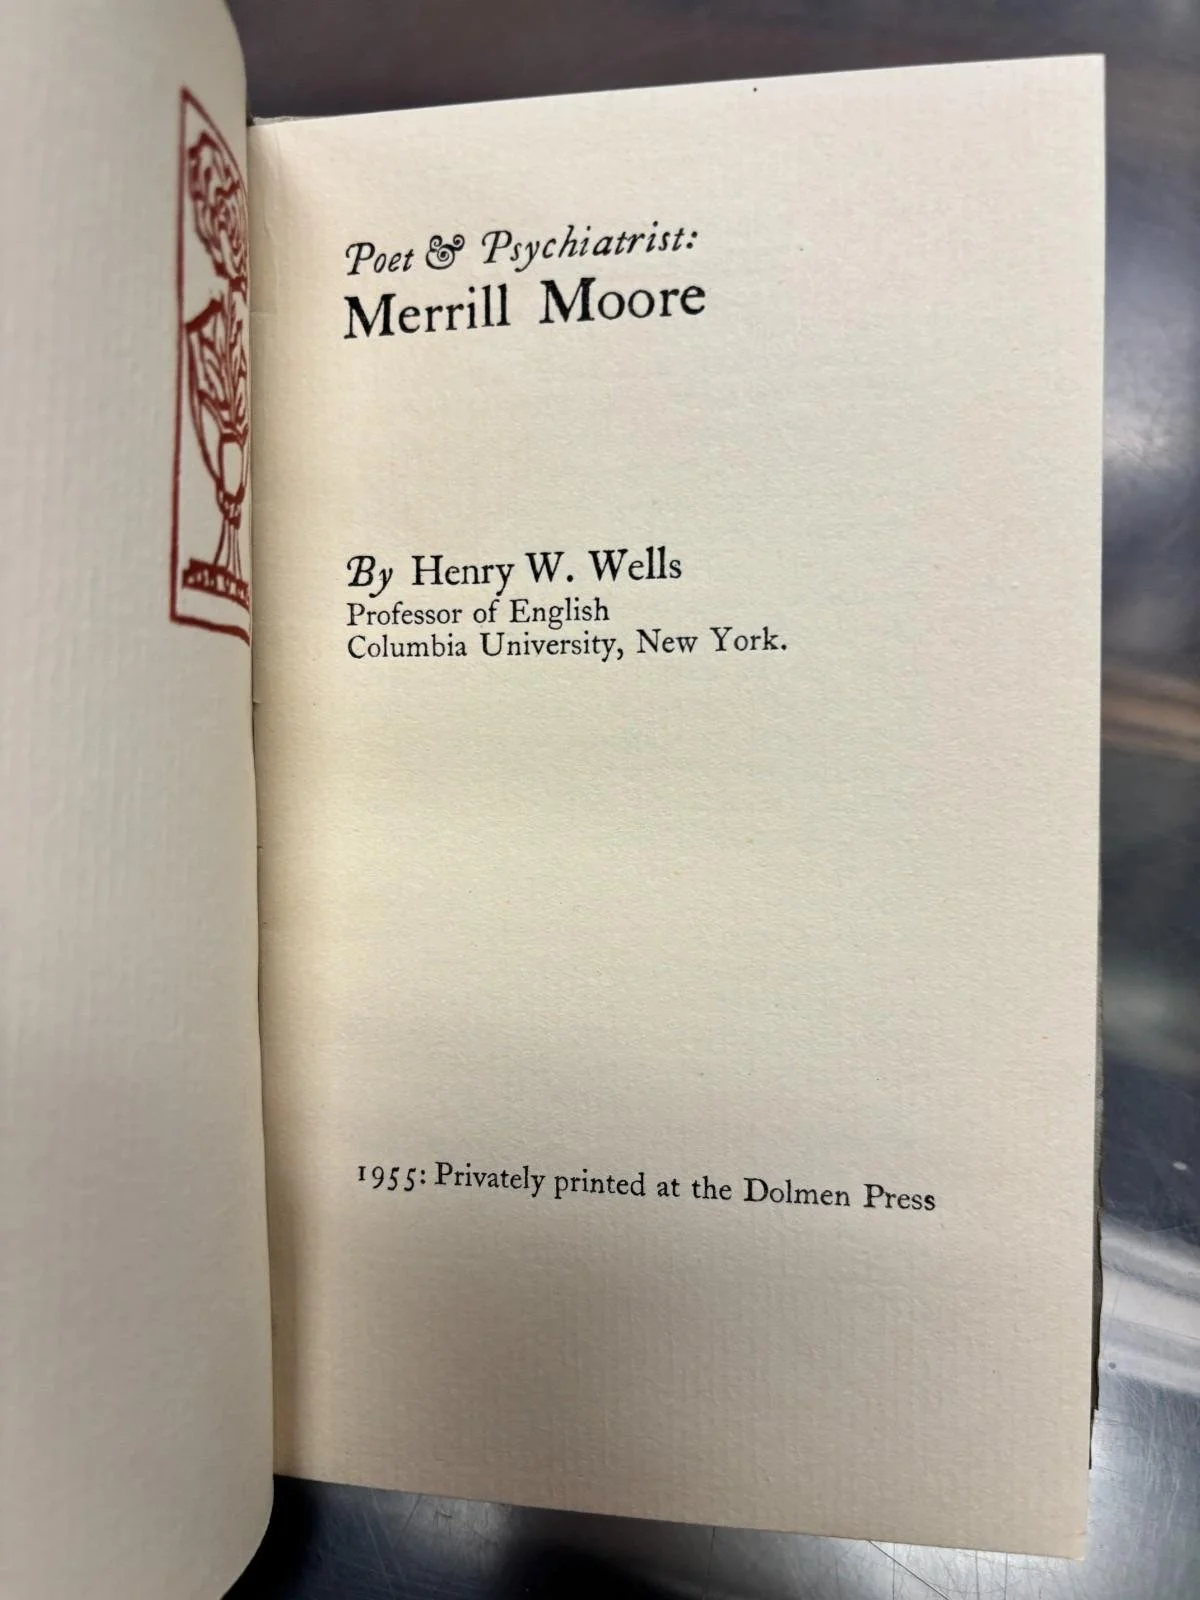 Poet & Psychiatrist:
Merrill Moore
By Henry W. Wells
Professor of English
Columbia University, New York.
1955: Privately printed at the Dolmen Press